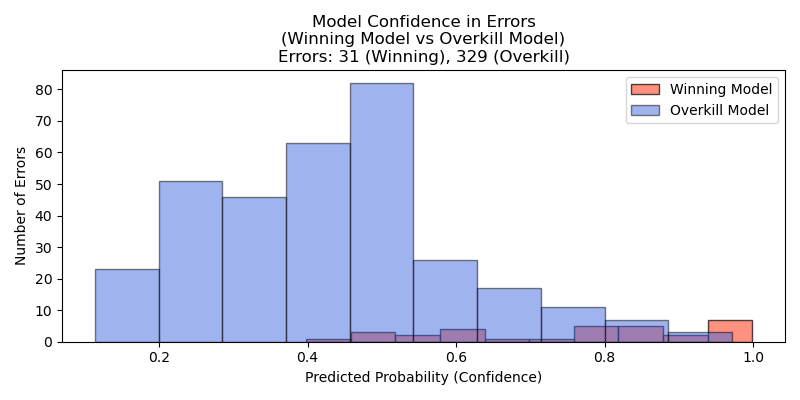 Model Confidence in Errors
(Winning Model vs Overkill Model)
Errors: 31 (Winning), 329 (Overkill)
Winning Model
Overkill Model
Number of Errors
80
70
60
50
40
30
20
10
0
0.2
0.4
0.6
0.8
1.0
Predicted Probability (Confidence)